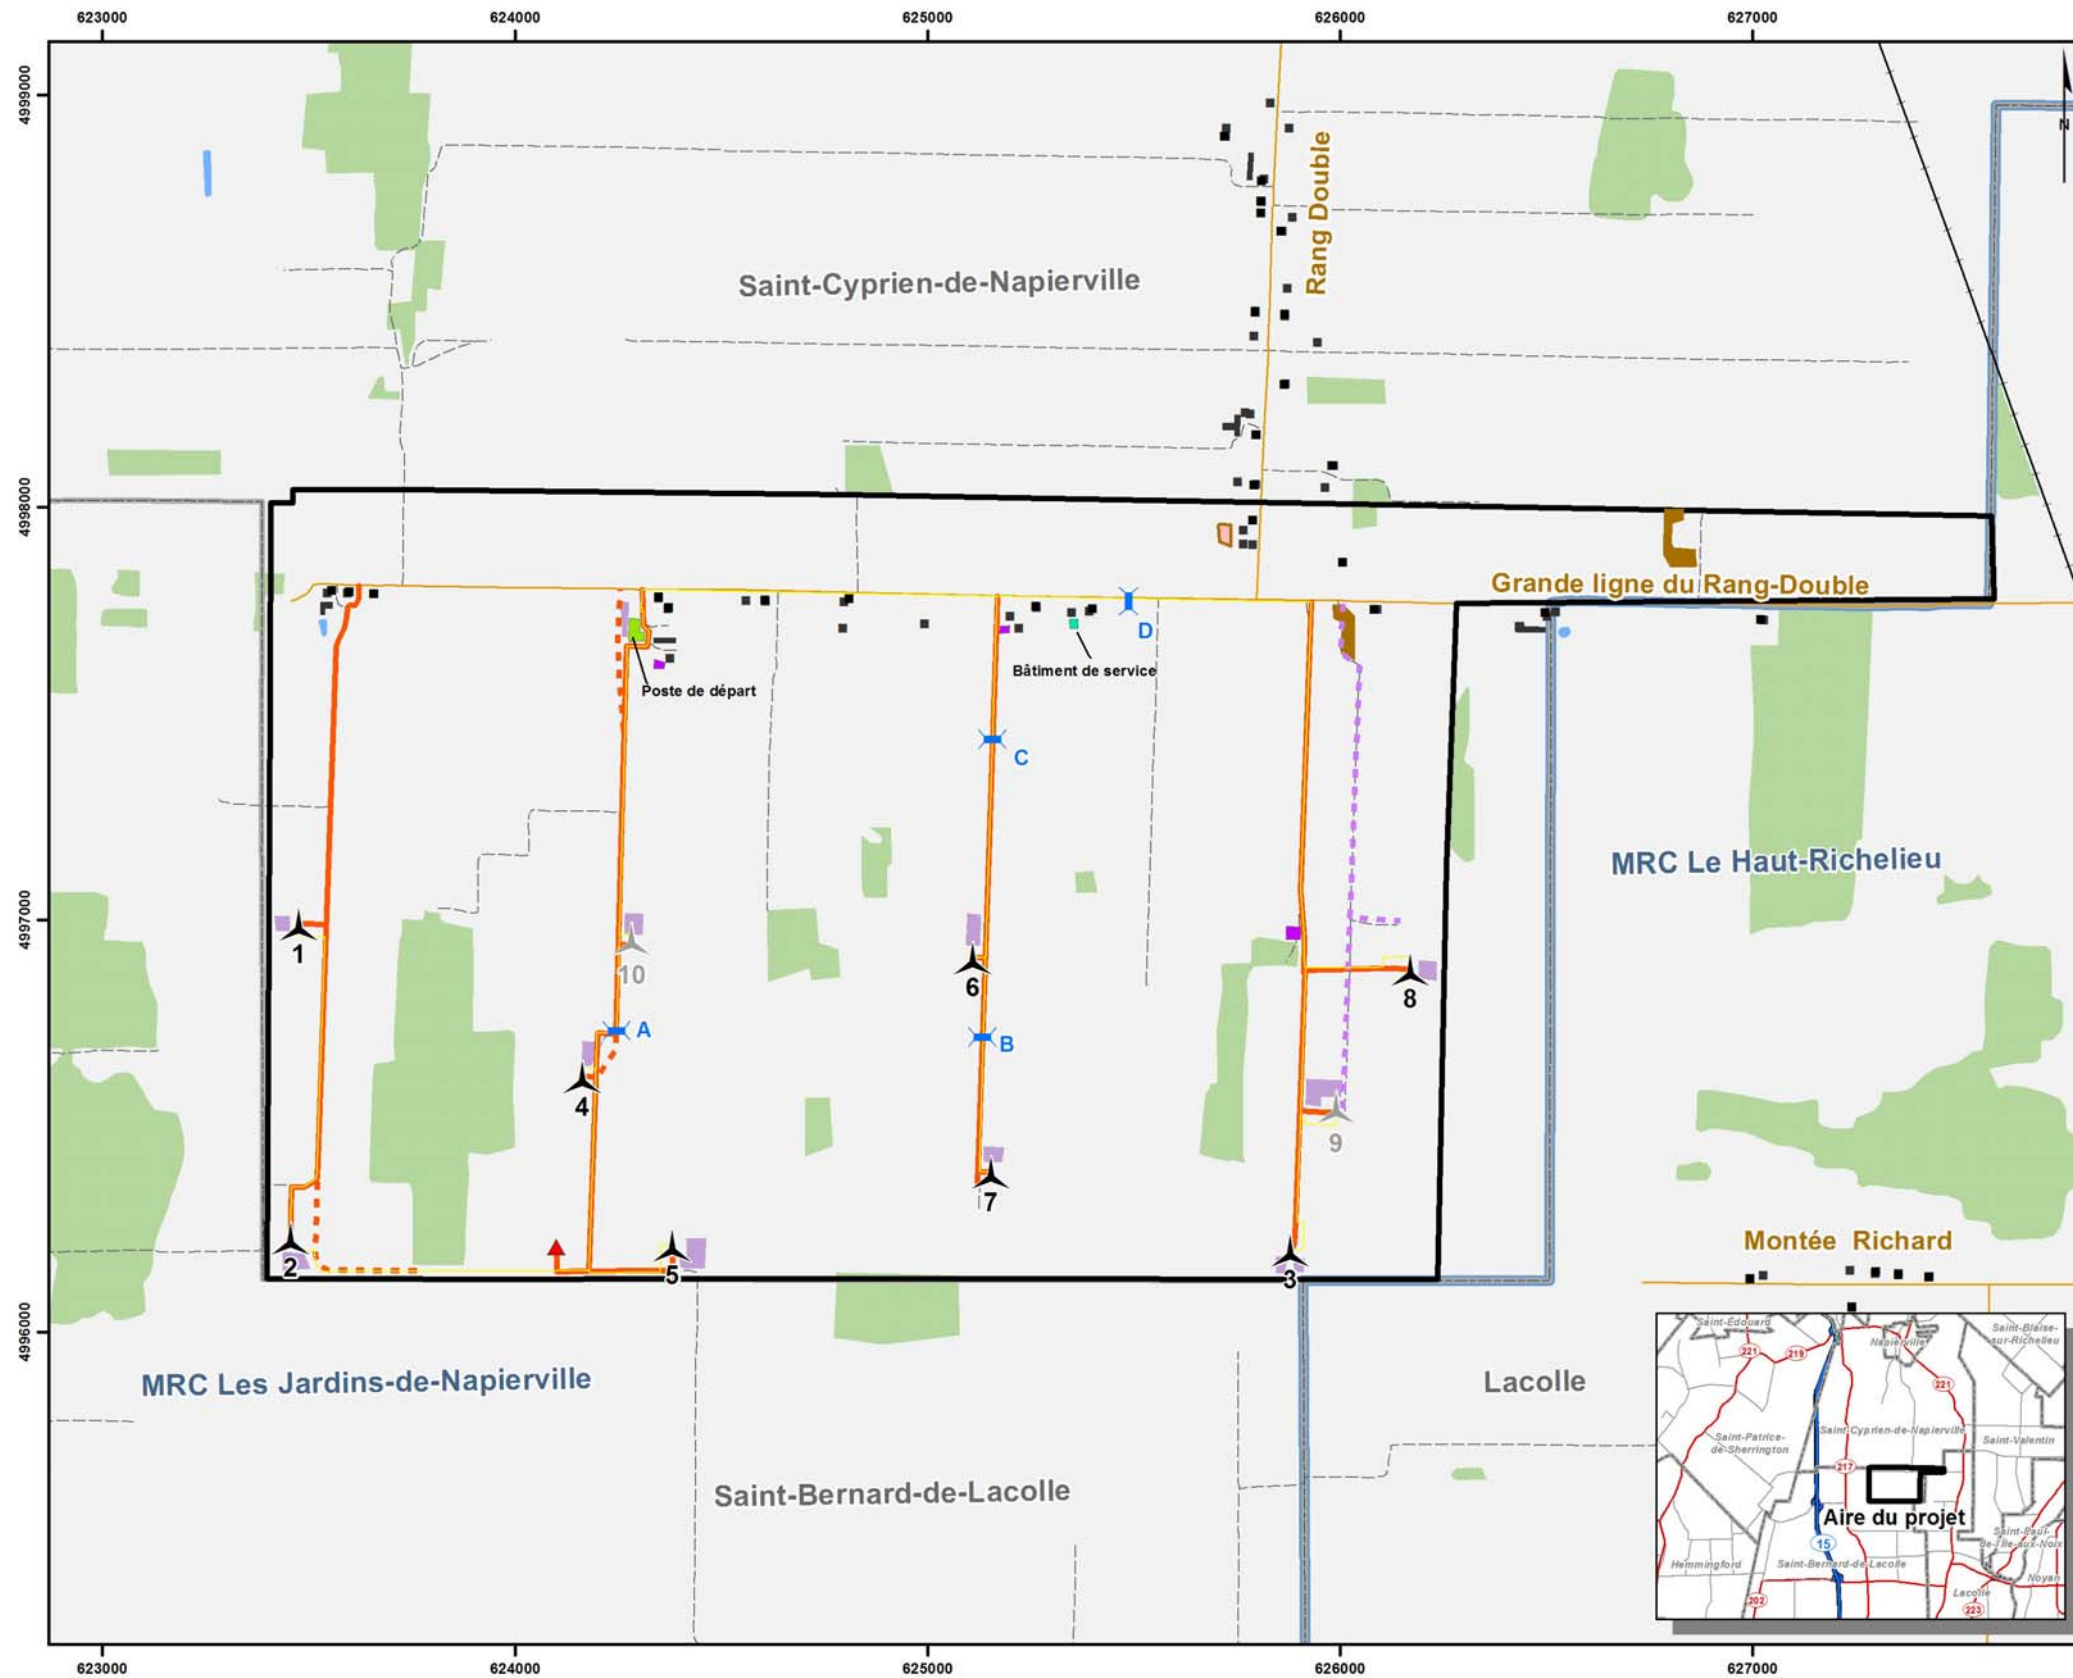 623000
624000
625000
626000
627000
4999000
N
Rang Double
Saint-Cyprien-de-Napierville
4998000
Grande ligne du Rang-Double
D
Bâtiment de service
Poste de départ
C
MRC Le Haut-Richelieu
4997000
1
10
6
8
A
B
4
9
7
2
5
3
Montée Richard
4996000
MRC Les Jardins-de-Napierville
Lacolle
Saint-Bernard-de-Lacolle
Saint-Édouard
Napierville
Saint-Blaise-
sur-Richelieu
221
219
221
Saint-Patrice-
de-Sherrington
Saint-Cyprien-de-Napierville
Saint-Valentin
217
Aire du projet
15
Saint-Paul-
de-l'Île-aux-Noix
Hemmingford
Saint-Bernard-de-Lacolle
Noyan
Lacolle
202
223
623000
624000
625000
626000
627000